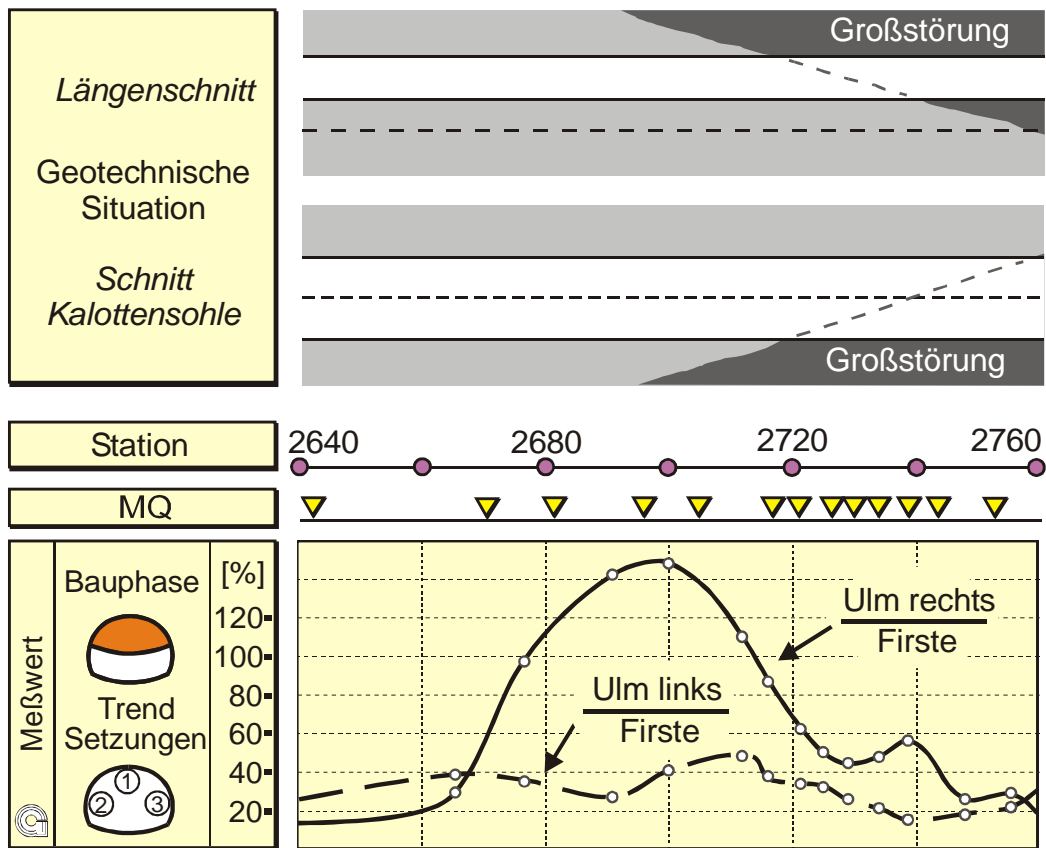 Großstörung
Längenschnitt
Geotechnische
Situation
Schnitt
Kalottensohle
Großstörung
Station
2640 2680 2720 2760
MQ
Meßwert
Bauphase
[%]
120
100
80
60
40
20
Trend
Setzungen
1
2 3
Ulm rechts
Firste
Ulm links
Firste